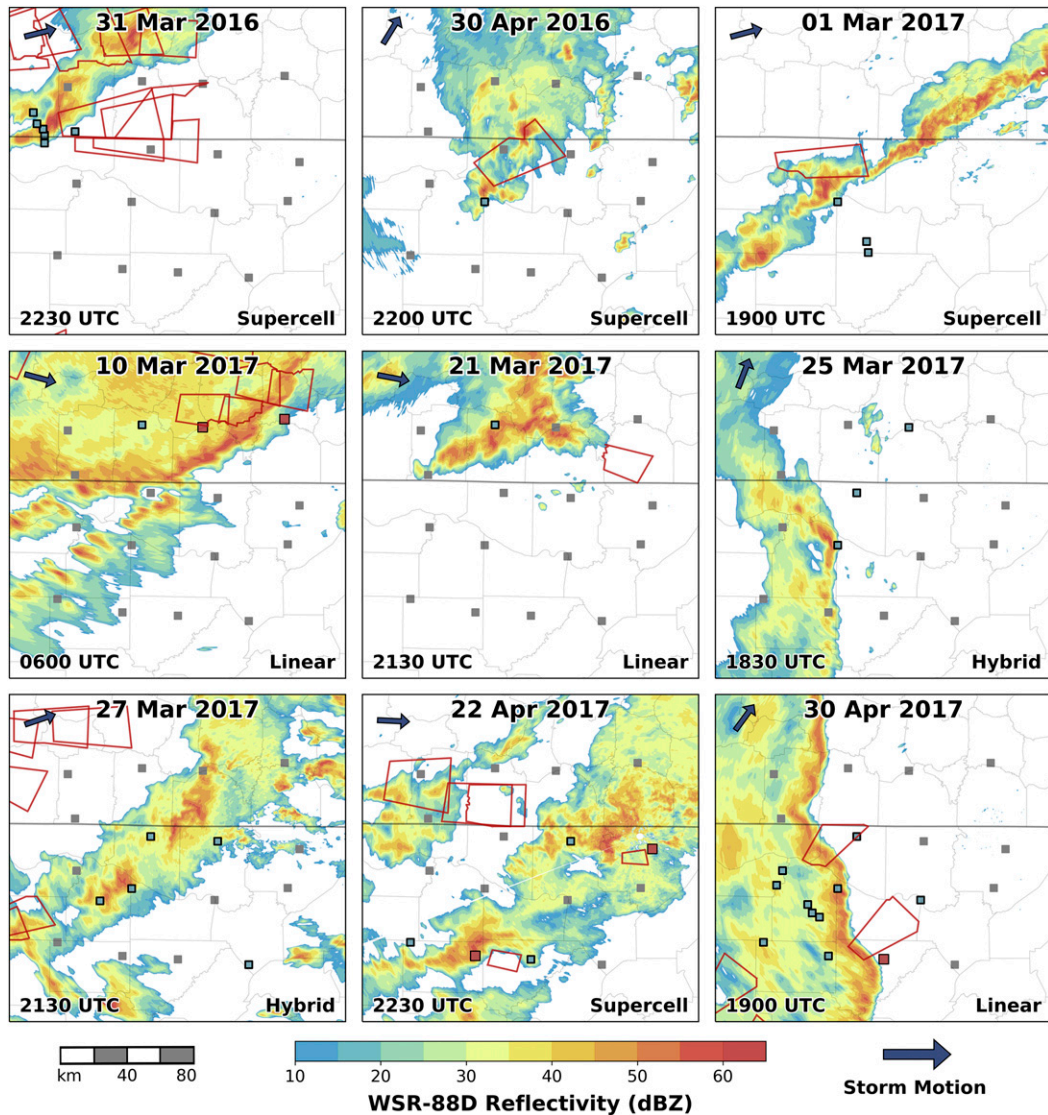 31 Mar 2016
2230 UTC Supercell
30 Apr 2016
2200 UTC Supercell
01 Mar 2017
1900 UTC Supercell
10 Mar 2017
0600 UTC Linear
21 Mar 2017
2130 UTC Linear
25 Mar 2017
1830 UTC Hybrid
27 Mar 2017
2130 UTC Hybrid
22 Apr 2017
2230 UTC Supercell
30 Apr 2017
1900 UTC Linear
km 40 80
10 20 30 40 50 60
WSR-88D Reflectivity (dBZ)
Storm Motion